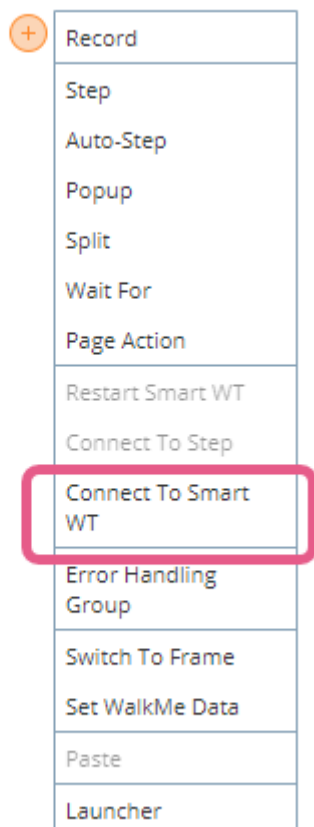 +
Record
Step
Auto-Step
Popup
Split
Wait For
Page Action
Restart Smart WT
Connect To Step
Connect To Smart
WT
Error Handling
Group
Switch To Frame
Set WalkMe Data
Paste
Launcher